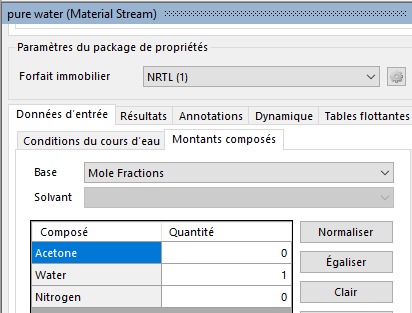 pure water (Material Stream)
Paramètres du package de propriétés
Forfait immobilier NRTL (1)
Données d'entrée Résultats Annotations Dynamique Tables flottantes
Conditions du cours d'eau Montants composés
Base Mole Fractions
Solvant
Composé Quantité Normaliser
Acetone 0
Water 1 Égaliser
Nitrogen 0 Clair